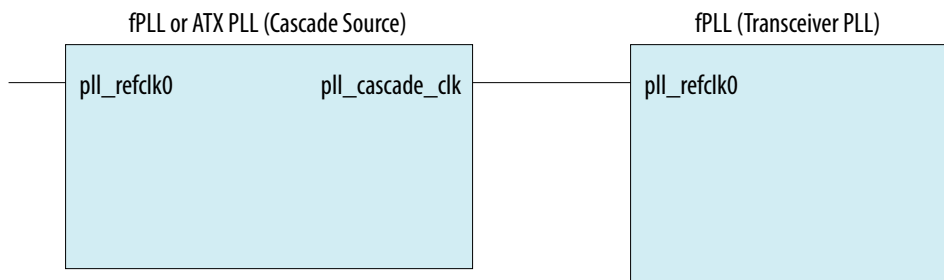 fPLL or ATX PLL (Cascade Source)
fPLL (Transceiver PLL)
pll_refclk0
pll_cascade_clk
pll_refclk0